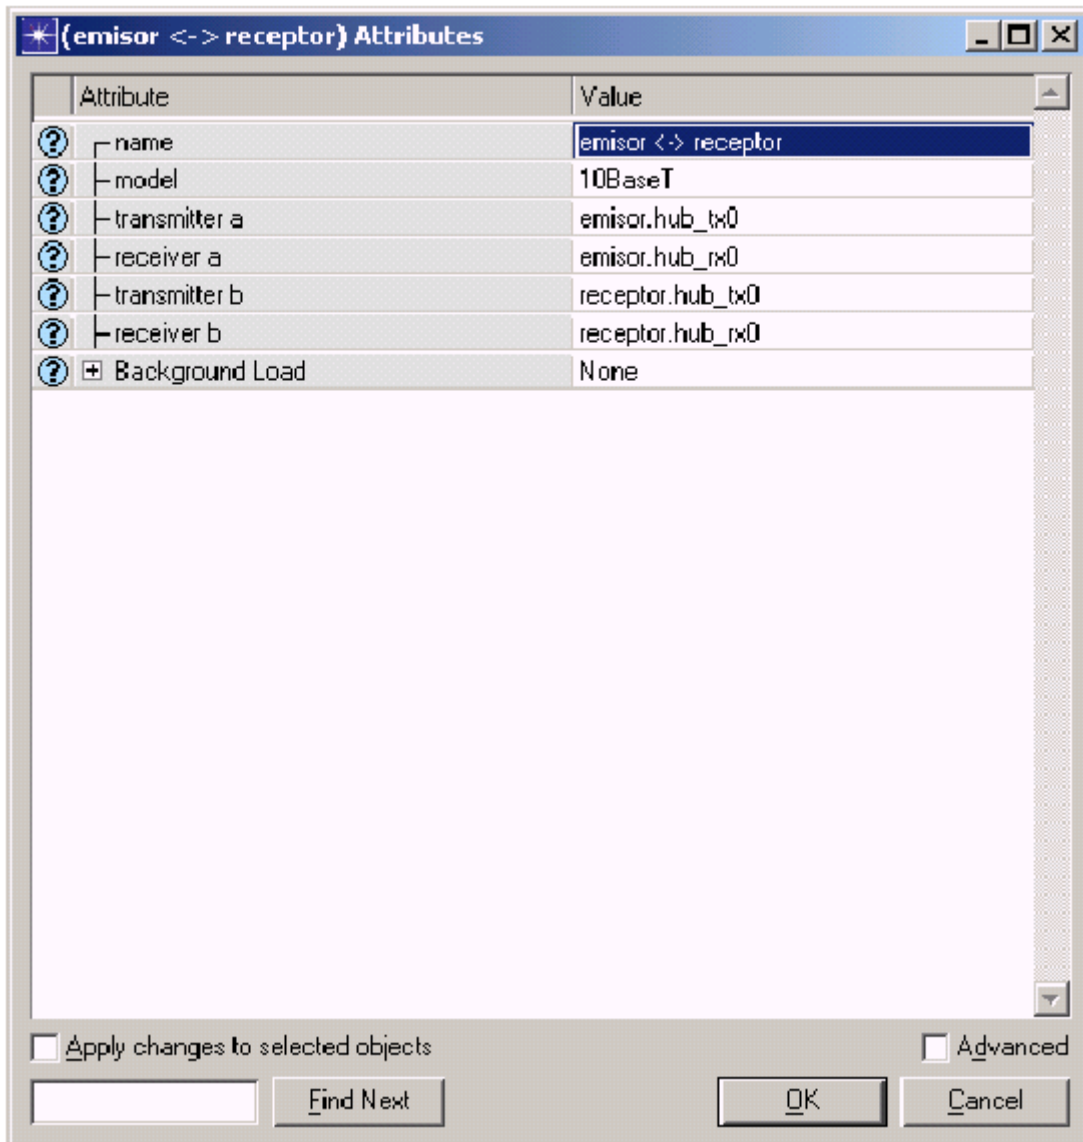 (emisor <-> receptor) Attributes
Attribute Value
name emisor <-> receptor
model 10BaseT
transmitter a emisor.hub_tx0
receiver a emisor.hub_rx0
transmitter b receptor.hub_tx0
receiver b receptor.hub_rx0
Background Load None
Apply changes to selected objects Advanced
Find Next OK Cancel